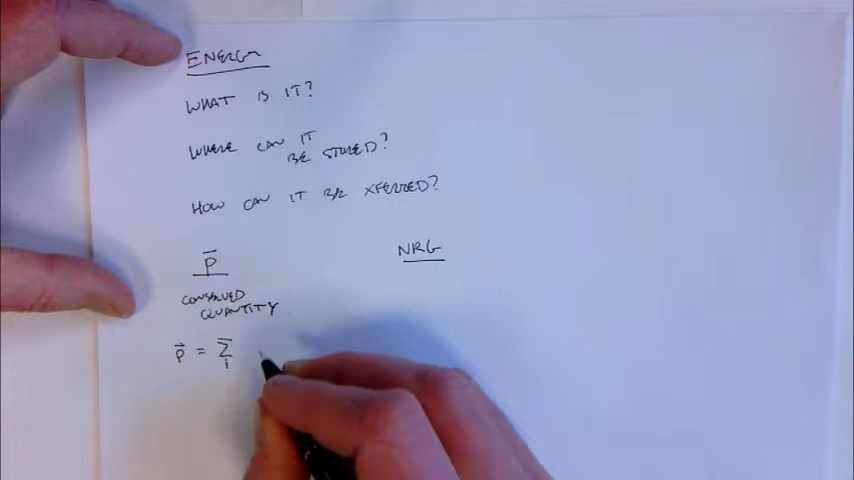 ENERGY
WHAT IS IT?
WHERE CAN IT
BE STORED?
HOW CAN IT BE XFERRED?
p⃗
NRG
CONSERVED
QUANTITY
p⃗ = Σ
i